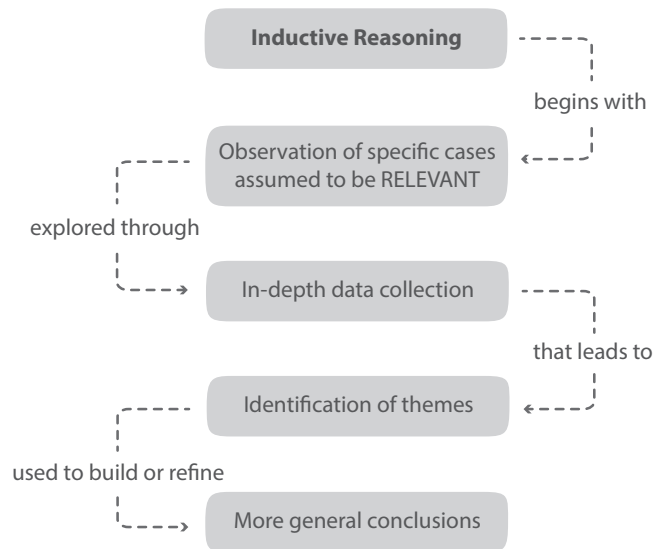 Inductive Reasoning
begins with
Observation of specific cases
assumed to be RELEVANT
explored through
In-depth data collection
that leads to
Identification of themes
used to build or refine
More general conclusions